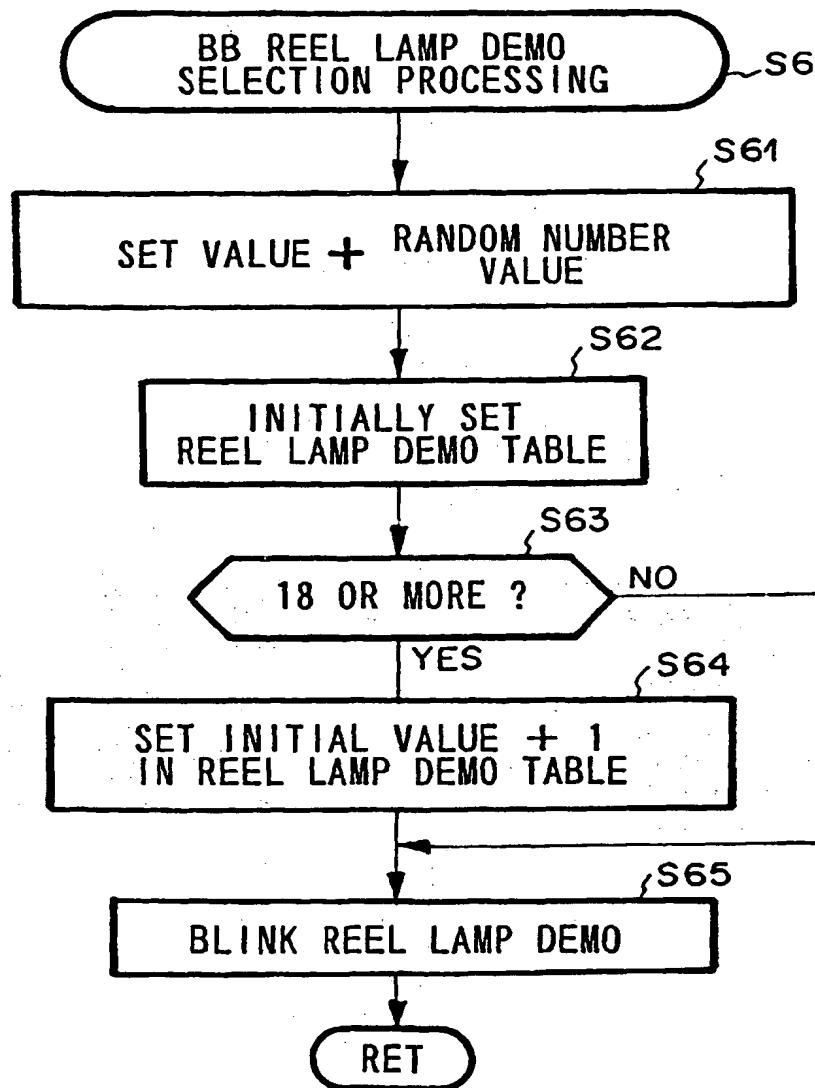 BB REEL LAMP DEMO
SELECTION PROCESSING
S6
S61
SET VALUE + RANDOM NUMBER
VALUE
S62
INITIALLY SET
REEL LAMP DEMO TABLE
S63
18 OR MORE ?
NO
YES
S64
SET INITIAL VALUE + 1
IN REEL LAMP DEMO TABLE
S65
BLINK REEL LAMP DEMO
RET